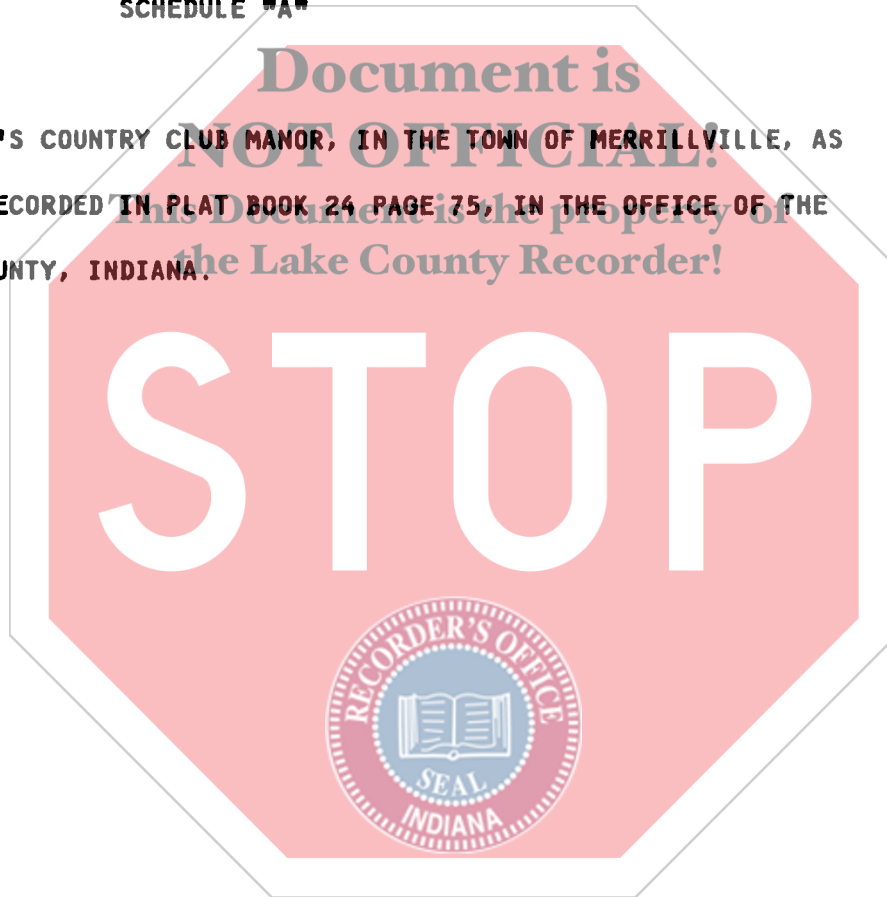 SCHEDULE "A"
Document is
NOT OFFICIAL!
'S COUNTRY CLUB MANOR, IN THE TOWN OF MERRILLVILLE, AS
This Document is the property of
ECORDED IN PLAT BOOK 24 PAGE 75, IN THE OFFICE OF THE
the Lake County Recorder!
UNTY, INDIANA.
STOP
RECORDER'S OFFICE
SEAL
INDIANA